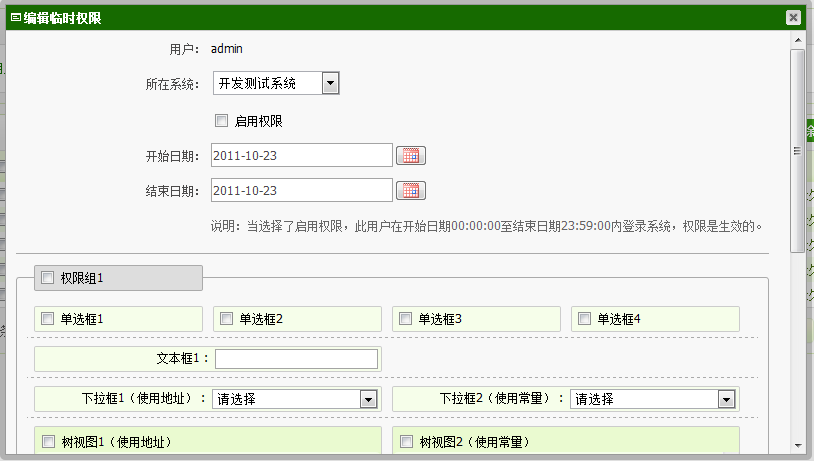 编辑临时权限
用户： admin
所在系统： 开发测试系统
启用权限
开始日期： 2011-10-23
结束日期： 2011-10-23
说明：当选择了启用权限，此用户在开始日期00:00:00至结束日期23:59:00内登录系统，权限是生效的。
权限组1
单选框1 单选框2 单选框3 单选框4
文本框1：
下拉框1（使用地址）： 请选择 下拉框2（使用常量）： 请选择
树视图1（使用地址） 树视图2（使用常量）